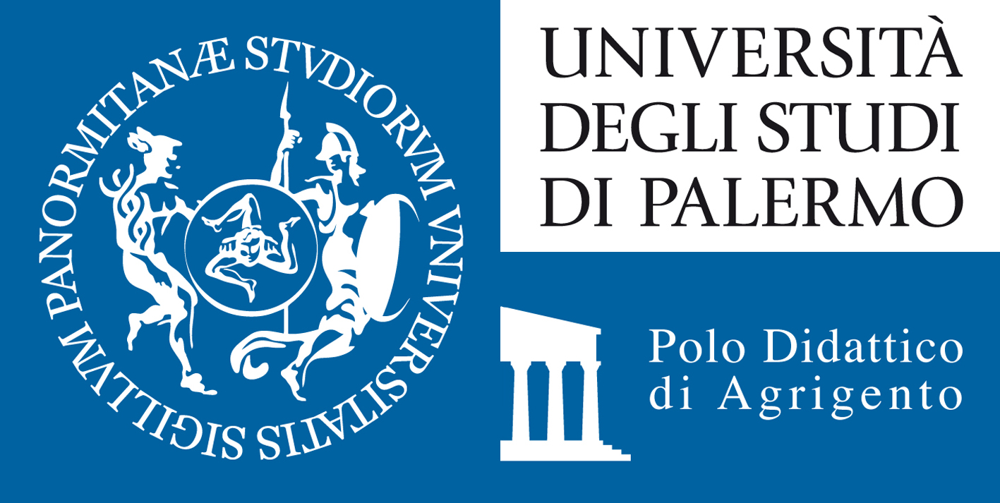 PANORMITANÆ STVDIORVM VNIVERSITATIS SIGILLVM
UNIVERSITÀ
DEGLI STUDI
DI PALERMO
Polo Didattico
di Agrigento